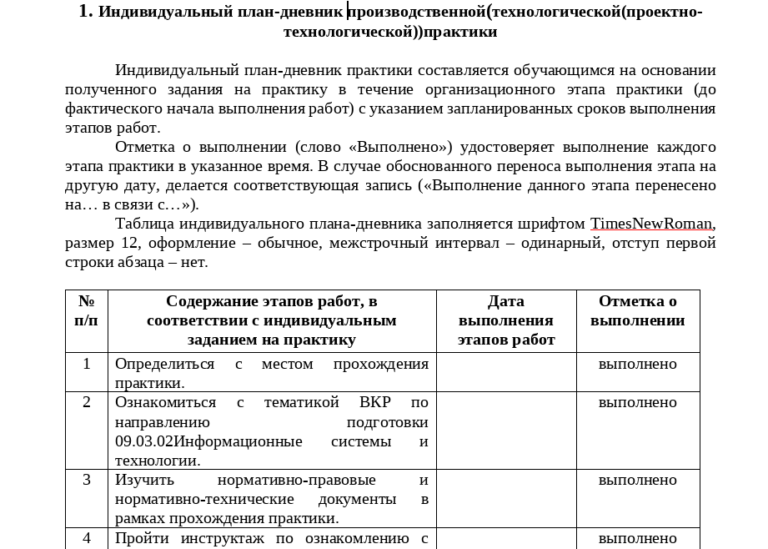 1. Индивидуальный план-дневник производственной(технологической(проектно-
технологической))практики
Индивидуальный план-дневник практики составляется обучающимся на основании
полученного задания на практику в течение организационного этапа практики (до
фактического начала выполнения работ) с указанием запланированных сроков выполнения
этапов работ.
Отметка о выполнении (слово «Выполнено») удостоверяет выполнение каждого
этапа практики в указанное время. В случае обоснованного переноса выполнения этапа на
другую дату, делается соответствующая запись («Выполнение данного этапа перенесено
на… в связи с…»).
Таблица индивидуального плана-дневника заполняется шрифтом TimesNewRoman,
размер 12, оформление – обычное, межстрочный интервал – одинарный, отступ первой
строки абзаца – нет.
№ Содержание этапов работ, в Дата Отметка о
п/п соответствии с индивидуальным выполнения выполнении
заданием на практику этапов работ
1 Определиться с местом прохождения выполнено
практики.
2 Ознакомиться с тематикой ВКР по выполнено
направлению подготовки
09.03.02Информационные системы и
технологии.
3 Изучить нормативно-правовые и выполнено
нормативно-технические документы в
рамках прохождения практики.
4 Пройти инструктаж по ознакомлению с выполнено